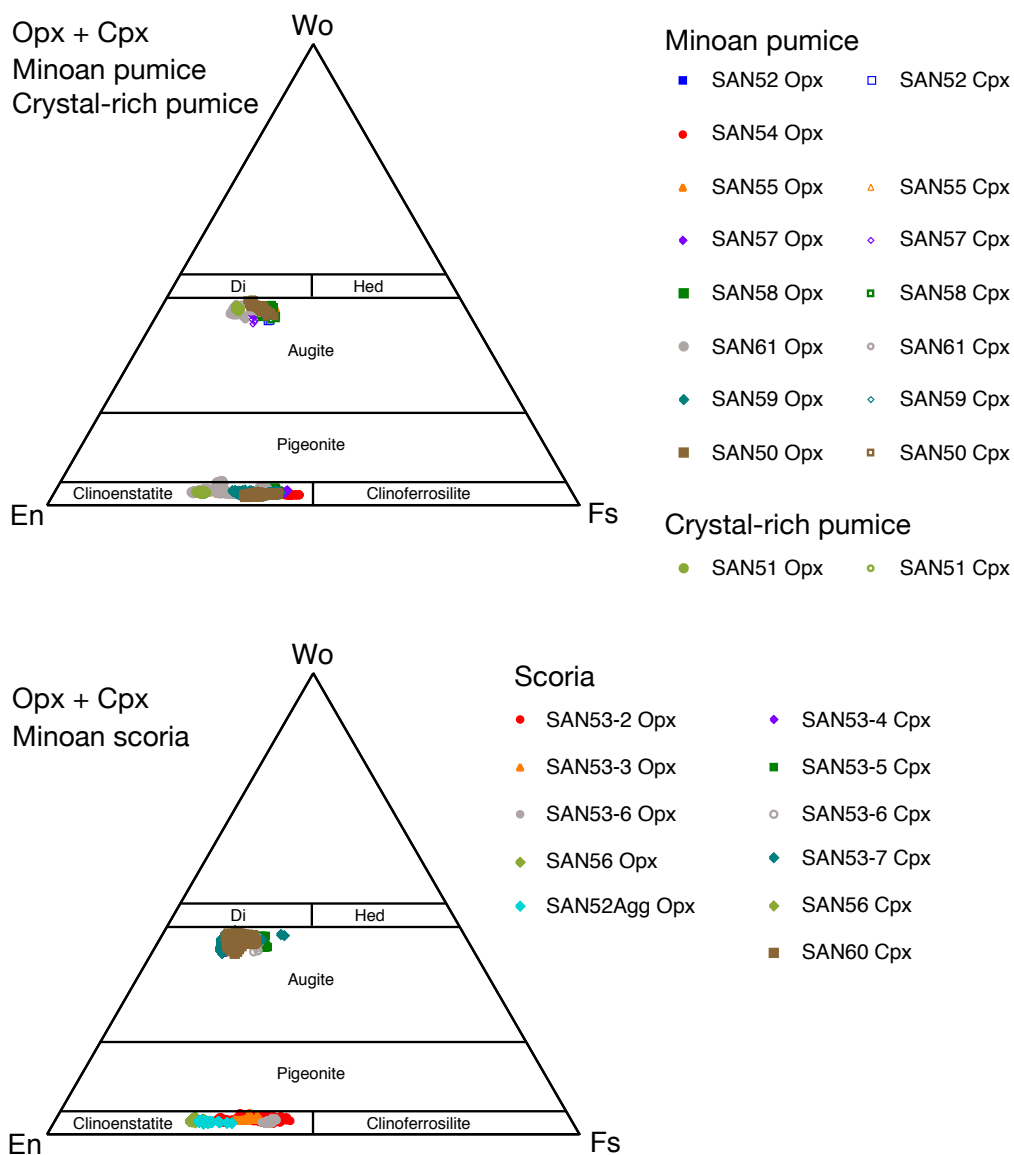 Opx + Cpx
Minoan pumice
Crystal-rich pumice
Wo
Di
Hed
Augite
Pigeonite
Clinoenstatite
Clinoferrosilite
En
Fs
Minoan pumice
SAN52 Opx
SAN52 Cpx
SAN54 Opx
SAN55 Opx
SAN55 Cpx
SAN57 Opx
SAN57 Cpx
SAN58 Opx
SAN58 Cpx
SAN61 Opx
SAN61 Cpx
SAN59 Opx
SAN59 Cpx
SAN50 Opx
SAN50 Cpx
Crystal-rich pumice
SAN51 Opx
SAN51 Cpx
Opx + Cpx
Minoan scoria
Wo
Di
Hed
Augite
Pigeonite
Clinoenstatite
Clinoferrosilite
En
Fs
Scoria
SAN53-2 Opx
SAN53-4 Cpx
SAN53-3 Opx
SAN53-5 Cpx
SAN53-6 Opx
SAN53-6 Cpx
SAN56 Opx
SAN53-7 Cpx
SAN52Agg Opx
SAN56 Cpx
SAN60 Cpx